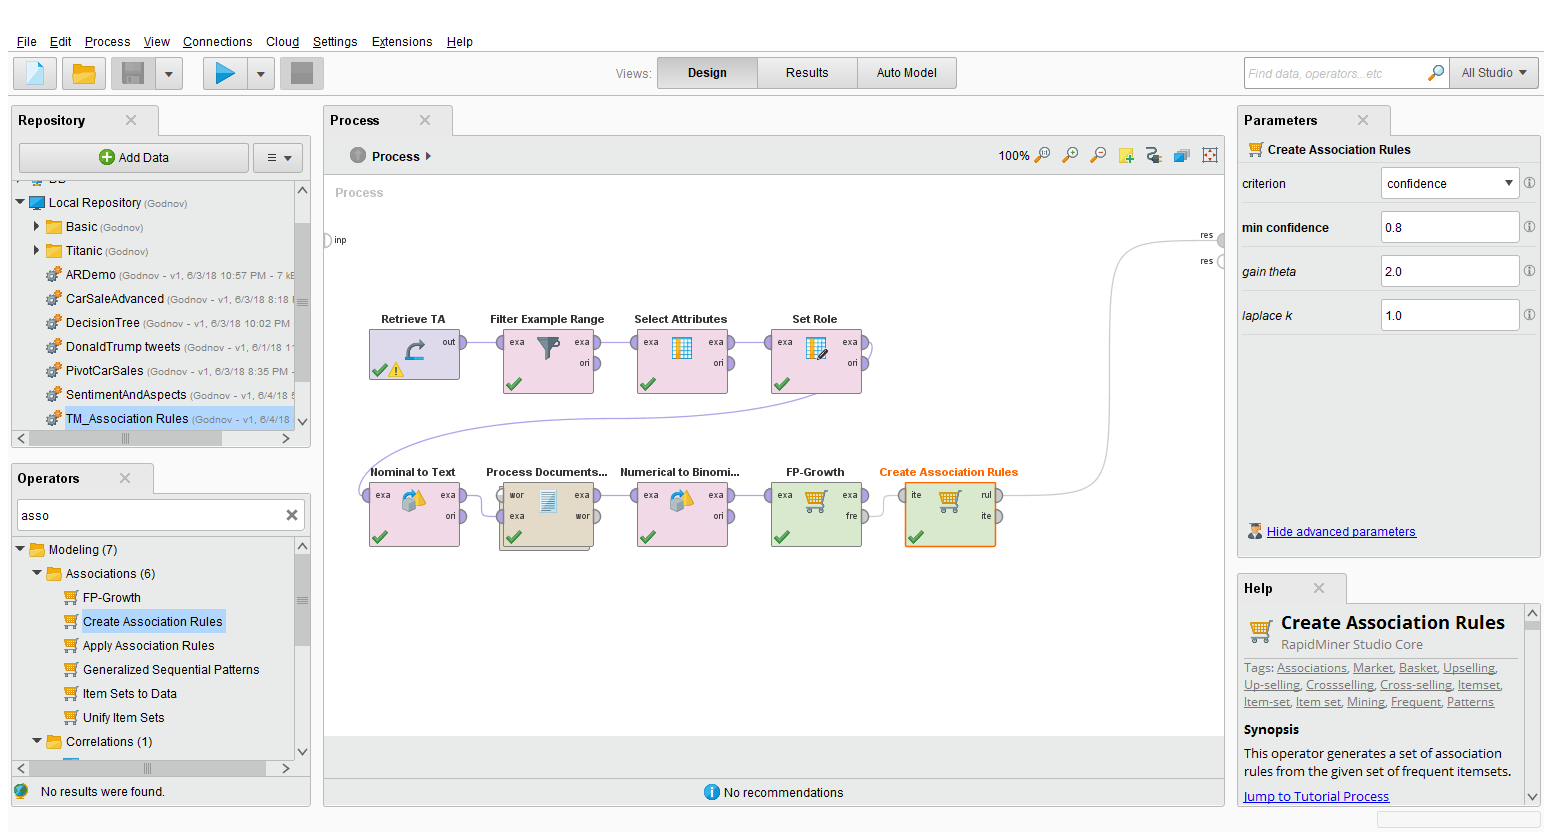 File Edit Process View Connections Cloud Settings Extensions Help
Views: Design Results Auto Model
Find data, operators...etc All Studio
Repository
Add Data
Local Repository (Godnov)
Basic (Godnov)
Titanic (Godnov)
ARDemo (Godnov - v1, 6/3/18 10:57 PM - 7 kB
CarSaleAdvanced (Godnov - v1, 6/3/18 8:18
DecisionTree (Godnov - v1, 6/3/18 10:02 PM
DonaldTrump tweets (Godnov - v1, 6/1/18 11
PivotCarSales (Godnov - v1, 6/3/18 8:35 PM -
SentimentAndAspects (Godnov - v1, 6/4/18
TM_Association Rules (Godnov - v1, 6/4/18
Operators
asso
Modeling (7)
Associations (6)
FP-Growth
Create Association Rules
Apply Association Rules
Generalized Sequential Patterns
Item Sets to Data
Unify Item Sets
Correlations (1)
No results were found.
Process
Process
100%
Process
inp
res
res
Retrieve TA
out
Filter Example Range
exa exa
ori
Select Attributes
exa exa
ori
Set Role
exa exa
ori
Nominal to Text
exa exa
ori
Process Documents...
wor exa
exa wor
Numerical to Binomi...
exa exa
ori
FP-Growth
exa exa
fre
Create Association Rules
ite rul
ite
No recommendations
Parameters
Create Association Rules
criterion confidence
min confidence 0.8
gain theta 2.0
laplace k 1.0
Hide advanced parameters
Help
Create Association Rules
RapidMiner Studio Core
Tags: Associations, Market, Basket, Upselling,
Up-selling, Crossselling, Cross-selling, Itemset,
Item-set, Item set, Mining, Frequent, Patterns
Synopsis
This operator generates a set of association
rules from the given set of frequent itemsets.
Jump to Tutorial Process